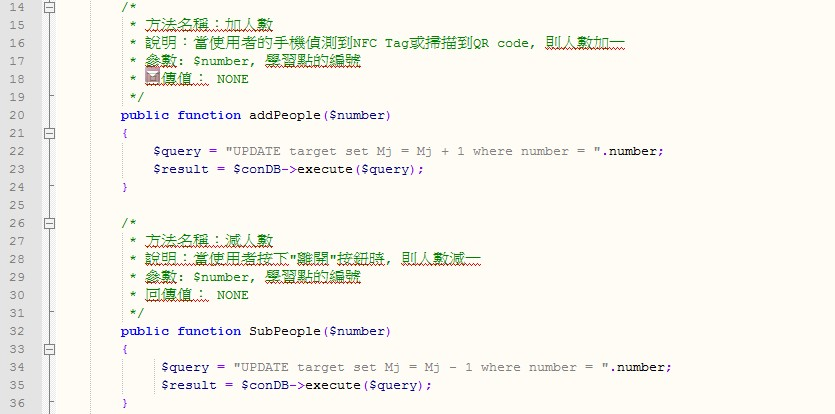 14 /*
15 * 方法名稱：加人數
16 * 說明：當使用者的手機偵測到NFC Tag或掃描到QR code, 則人數加一
17 * 參數: $number, 學習點的編號
18 * 回傳值： NONE
19 */
20 public function addPeople($number)
21 {
22 $query = "UPDATE target set Mj = Mj + 1 where number = ".number;
23 $result = $conDB->execute($query);
24 }
25
26 /*
27 * 方法名稱：減人數
28 * 說明：當使用者按下"離開"按鈕時, 則人數減一
29 * 參數: $number, 學習點的編號
30 * 回傳值： NONE
31 */
32 public function SubPeople($number)
33 {
34 $query = "UPDATE target set Mj = Mj - 1 where number = ".number;
35 $result = $conDB->execute($query);
36 }